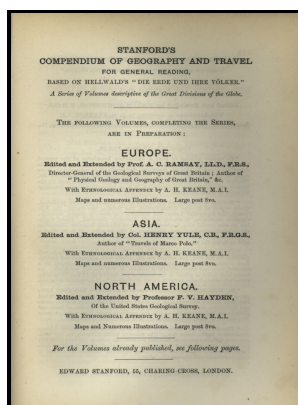 STANFORD'S
COMPENDIUM OF GEOGRAPHY AND TRAVEL
FOR GENERAL READING,
BASED ON HELLWALD'S "DIE ERDE UND IHRE VÖLKER."
A Series of Volumes descriptive of the Great Divisions of the Globe.
THE FOLLOWING VOLUMES, COMPLETING THE SERIES,
ARE IN PREPARATION:
EUROPE.
Edited and Extended by Prof. A. C. RAMSAY, LL.D., F.R.S.,
Director-General of the Geological Surveys of Great Britain; Author of
"Physical Geology and Geography of Great Britain," &c.
With ETHNOLOGICAL APPENDIX by A. H. KEANE, M.A.I.
Maps and numerous Illustrations. Large post 8vo.
ASIA.
Edited and Extended by Col. HENRY YULE, C.B., F.R.G.S.,
Author of "Travels of Marco Polo."
With ETHNOLOGICAL APPENDIX by A. H. KEANE, M.A.I.
Maps and numerous Illustrations. Large post 8vo.
NORTH AMERICA.
Edited and Extended by Professor F. V. HAYDEN,
Of the United States Geological Survey.
With ETHNOLOGICAL APPENDIX by A. H. KEANE, M.A.I.
Maps and Numerous Illustrations. Large post 8vo.
For the Volumes already published, see following pages.
EDWARD STANFORD, 55, CHARING CROSS, LONDON.